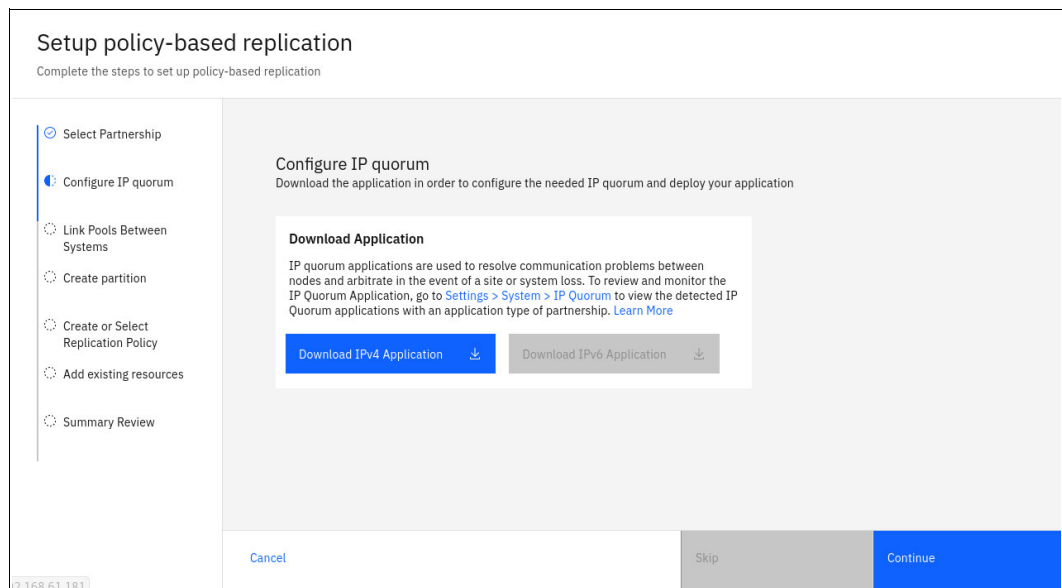 Setup policy-based replication
Complete the steps to set up policy-based replication
Select Partnership
Configure IP quorum
Link Pools Between
Systems
Create partition
Create or Select
Replication Policy
Add existing resources
Summary Review
Configure IP quorum
Download the application in order to configure the needed IP quorum and deploy your application
Download Application
IP quorum applications are used to resolve communication problems between
nodes and arbitrate in the event of a site or system loss. To review and monitor the
IP Quorum Application, go to Settings > System > IP Quorum to view the detected IP
Quorum applications with an application type of partnership. Learn More
Download IPv4 Application
Download IPv6 Application
Cancel
Skip
Continue
2.168.61.181